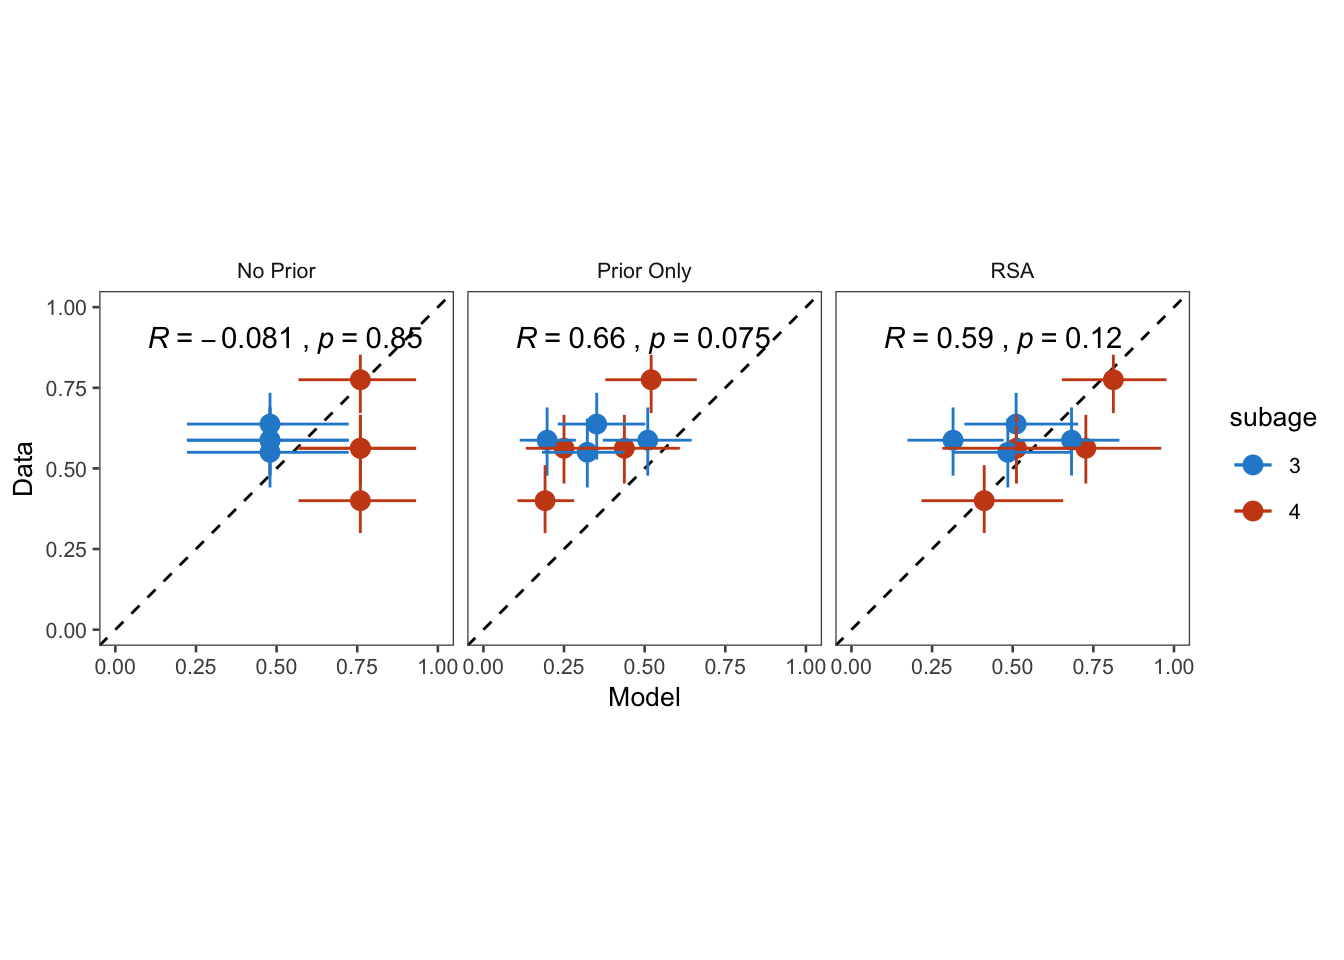 No Prior Prior Only RSA
R = −0.081 , p = 0.85 R = 0.66 , p = 0.075 R = 0.59 , p = 0.12
1.00
0.75
0.50
0.25
0.00
Data
0.00 0.25 0.50 0.75 1.00 0.00 0.25 0.50 0.75 1.00 0.00 0.25 0.50 0.75 1.00
Model
subage
3
4